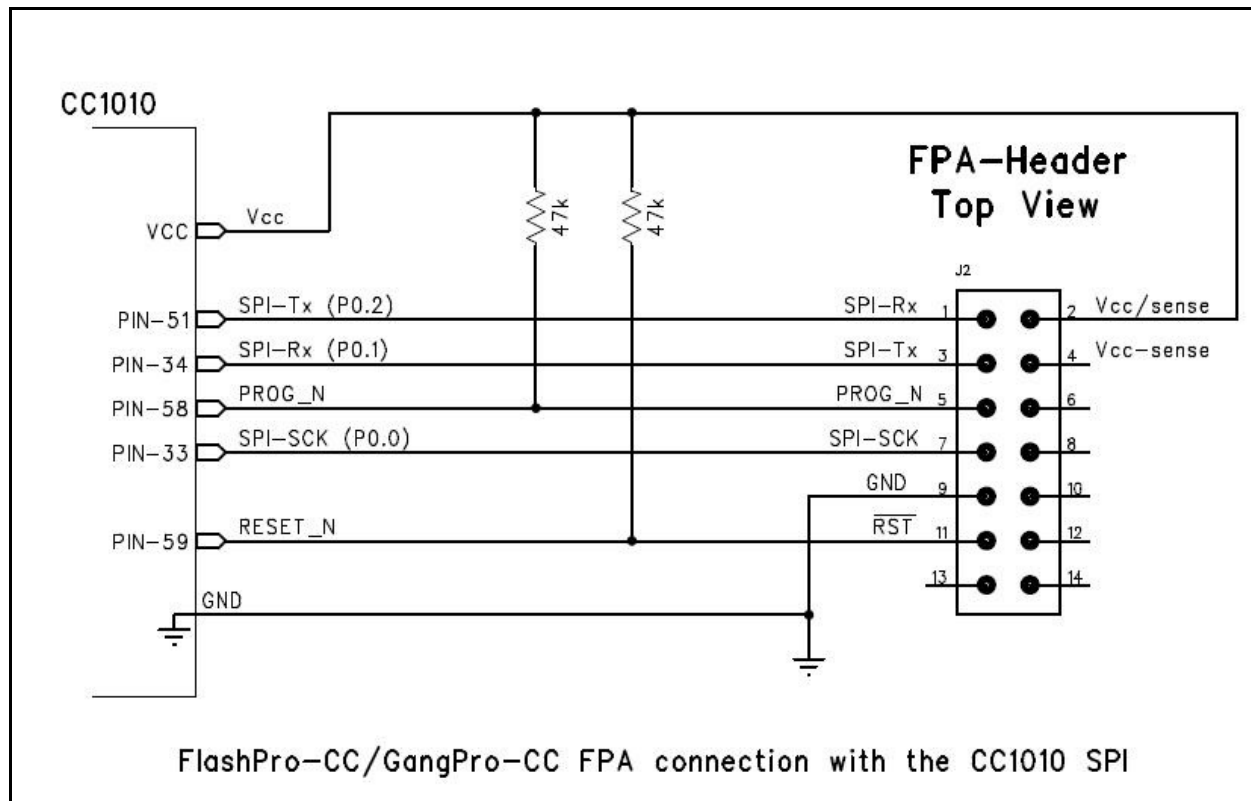 CC1010
FPA-Header
Top View
VCC
Vcc
47k
47k
J2
PIN-51
SPI-Tx (P0.2)
SPI-Rx
1
2
Vcc/sense
PIN-34
SPI-Rx (P0.1)
SPI-Tx
3
4
Vcc-sense
PIN-58
PROG_N
PROG_N
5
6
PIN-33
SPI-SCK (P0.0)
SPI-SCK
7
8
GND
9
10
PIN-59
RESET_N
RST
11
12
13
14
GND
FlashPro-CC/GangPro-CC FPA connection with the CC1010 SPI